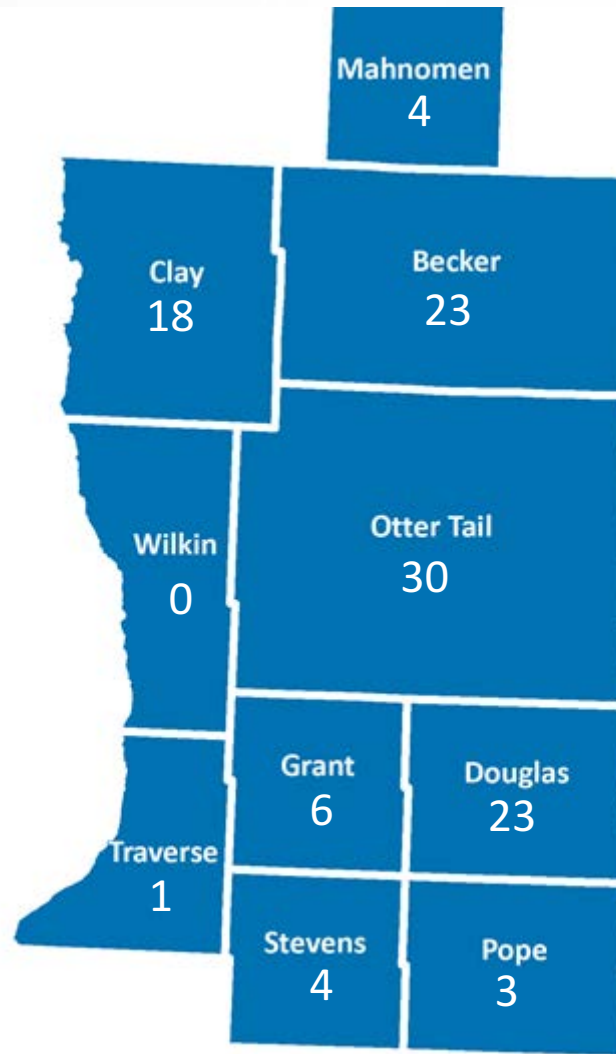 Mahnomen
4
Clay
18
Becker
23
Wilkin
0
Otter Tail
30
Grant
6
Douglas
23
Traverse
1
Stevens
4
Pope
3